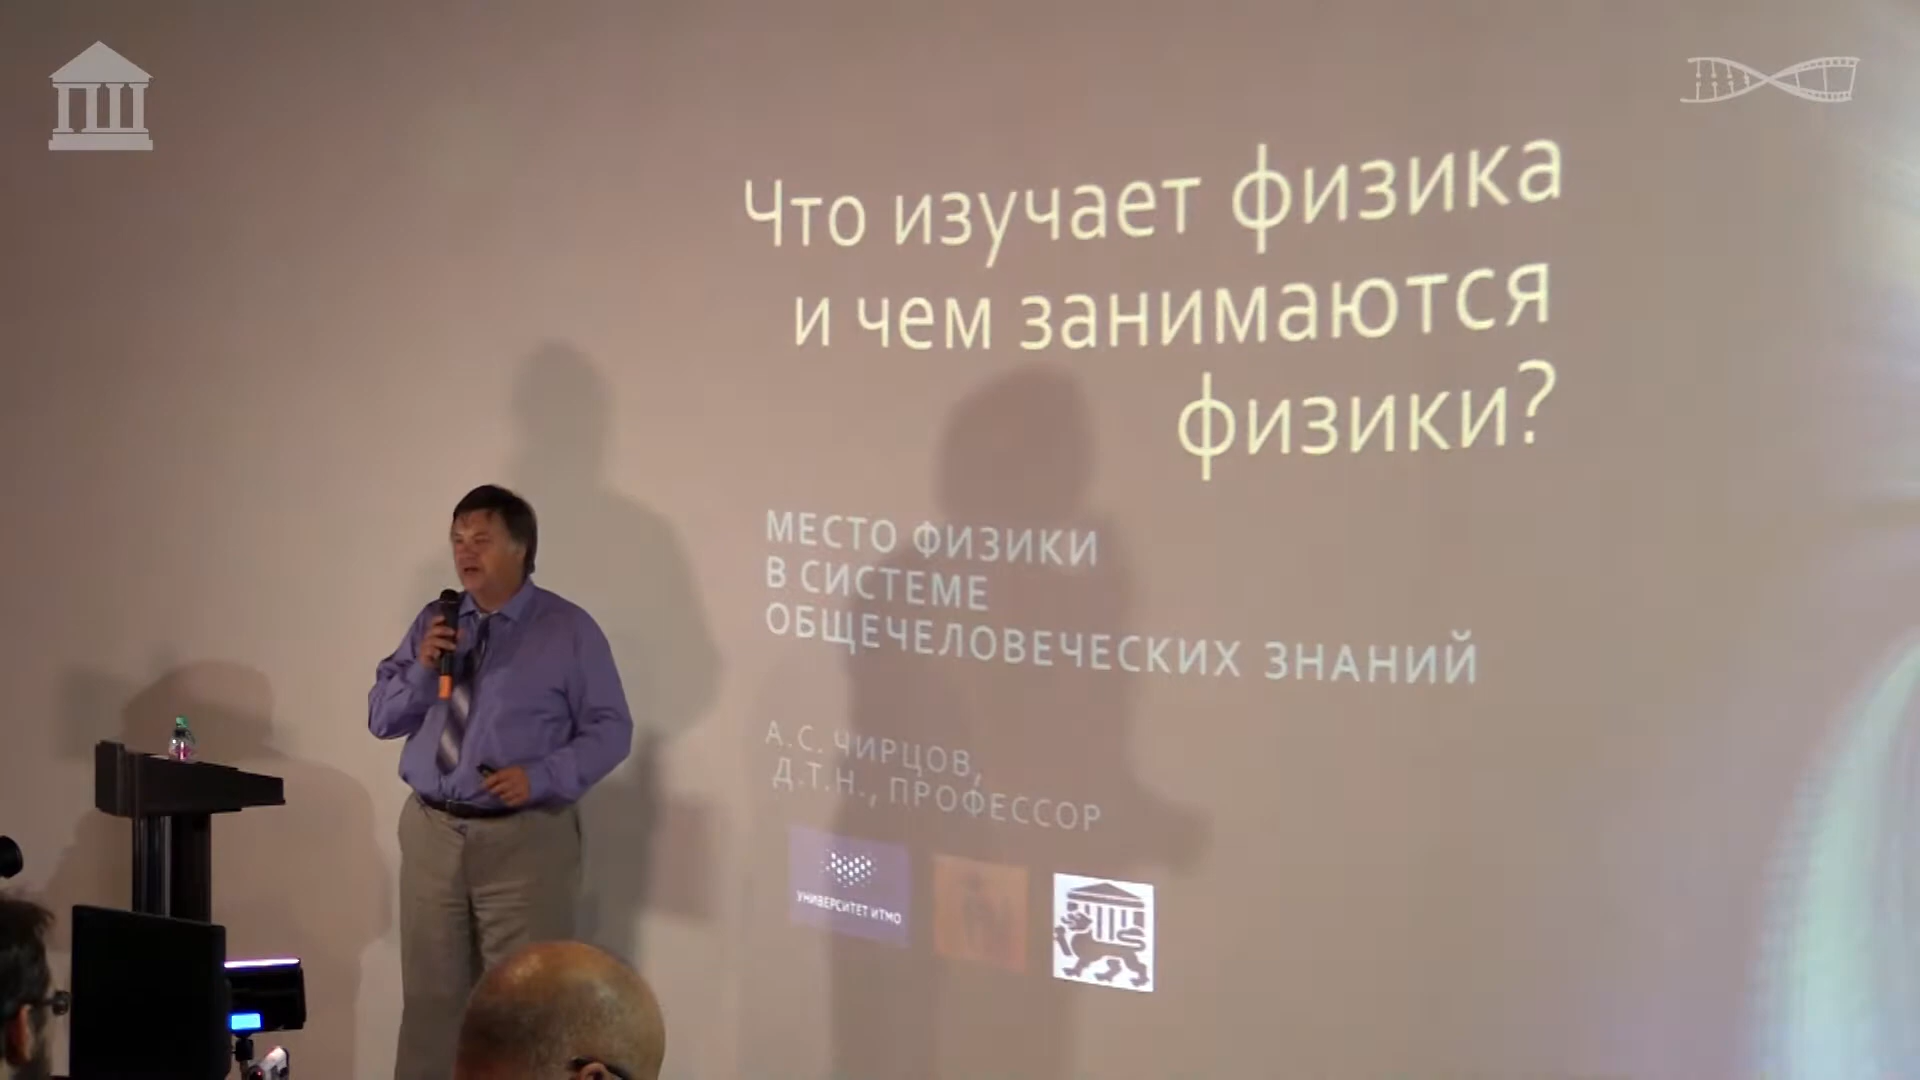 Что изучает физика
и чем занимаются
физики?
МЕСТО ФИЗИКИ
В СИСТЕМЕ
ОБЩЕЧЕЛОВЕЧЕСКИХ ЗНАНИЙ
А.С. ЧИРЦОВ,
Д.Т.Н., ПРОФЕССОР
УНИВЕРСИТЕТ ИТМО